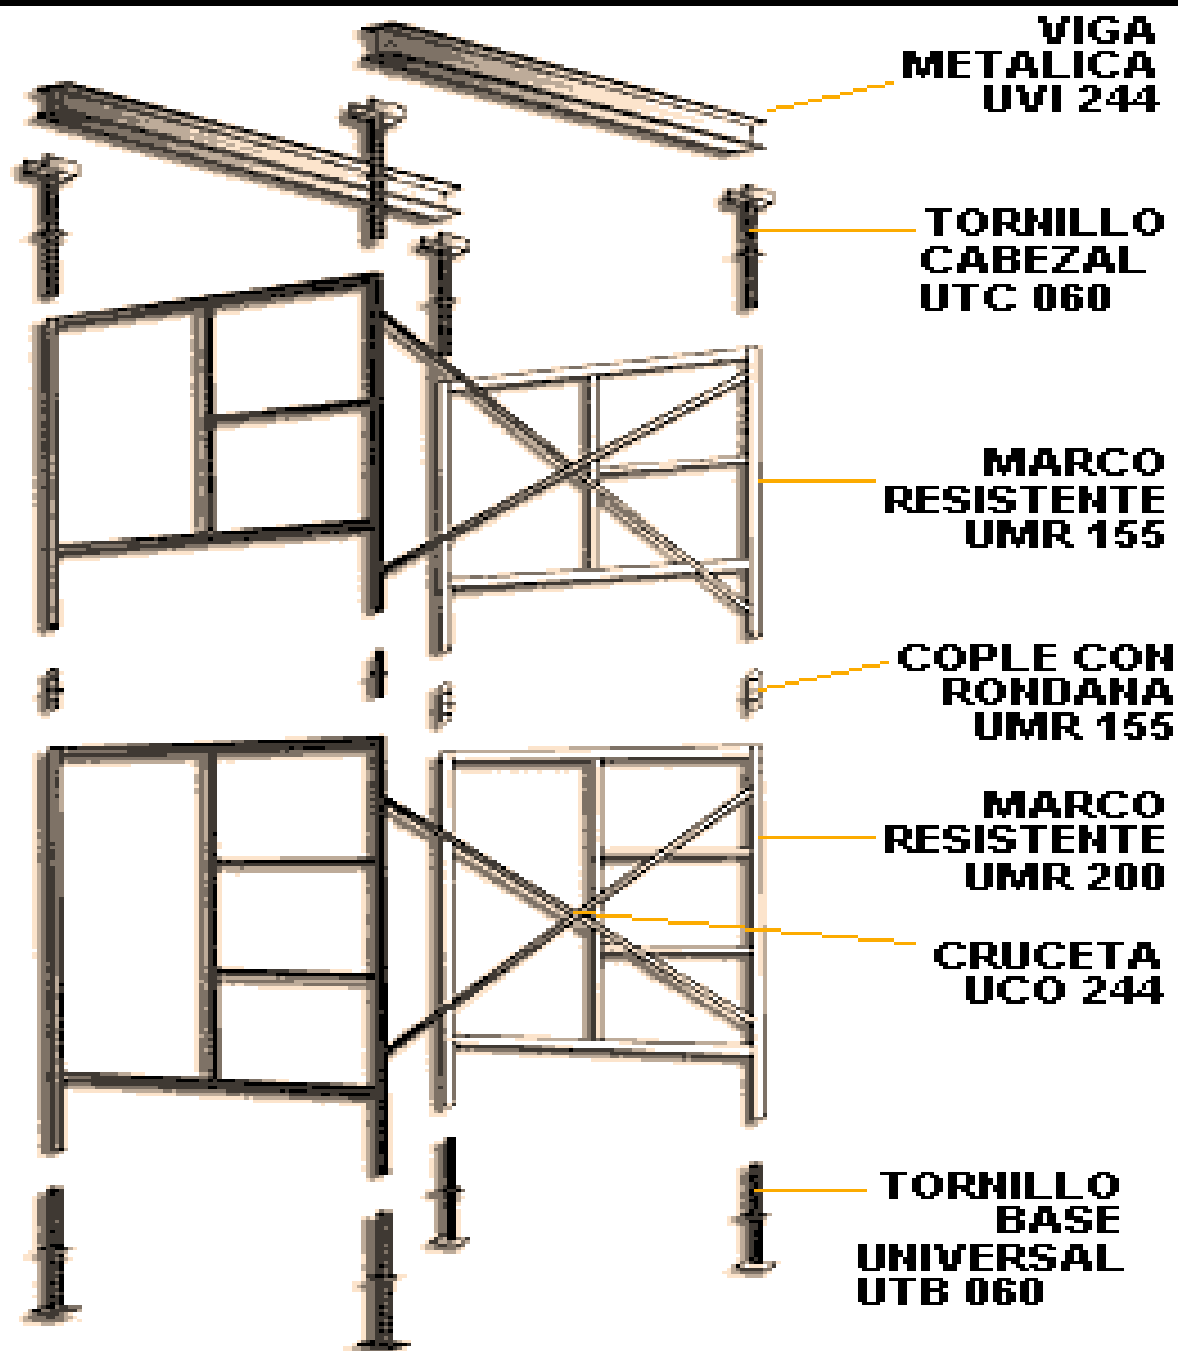 VIGA
METALICA
UVI 244
TORNILLO
CABEZAL
UTC 060
MARCO
RESISTENTE
UMR 155
COPLE CON
RONDANA
UMR 155
MARCO
RESISTENTE
UMR 200
CRUCETA
UCO 244
TORNILLO
BASE
UNIVERSAL
UTB 060